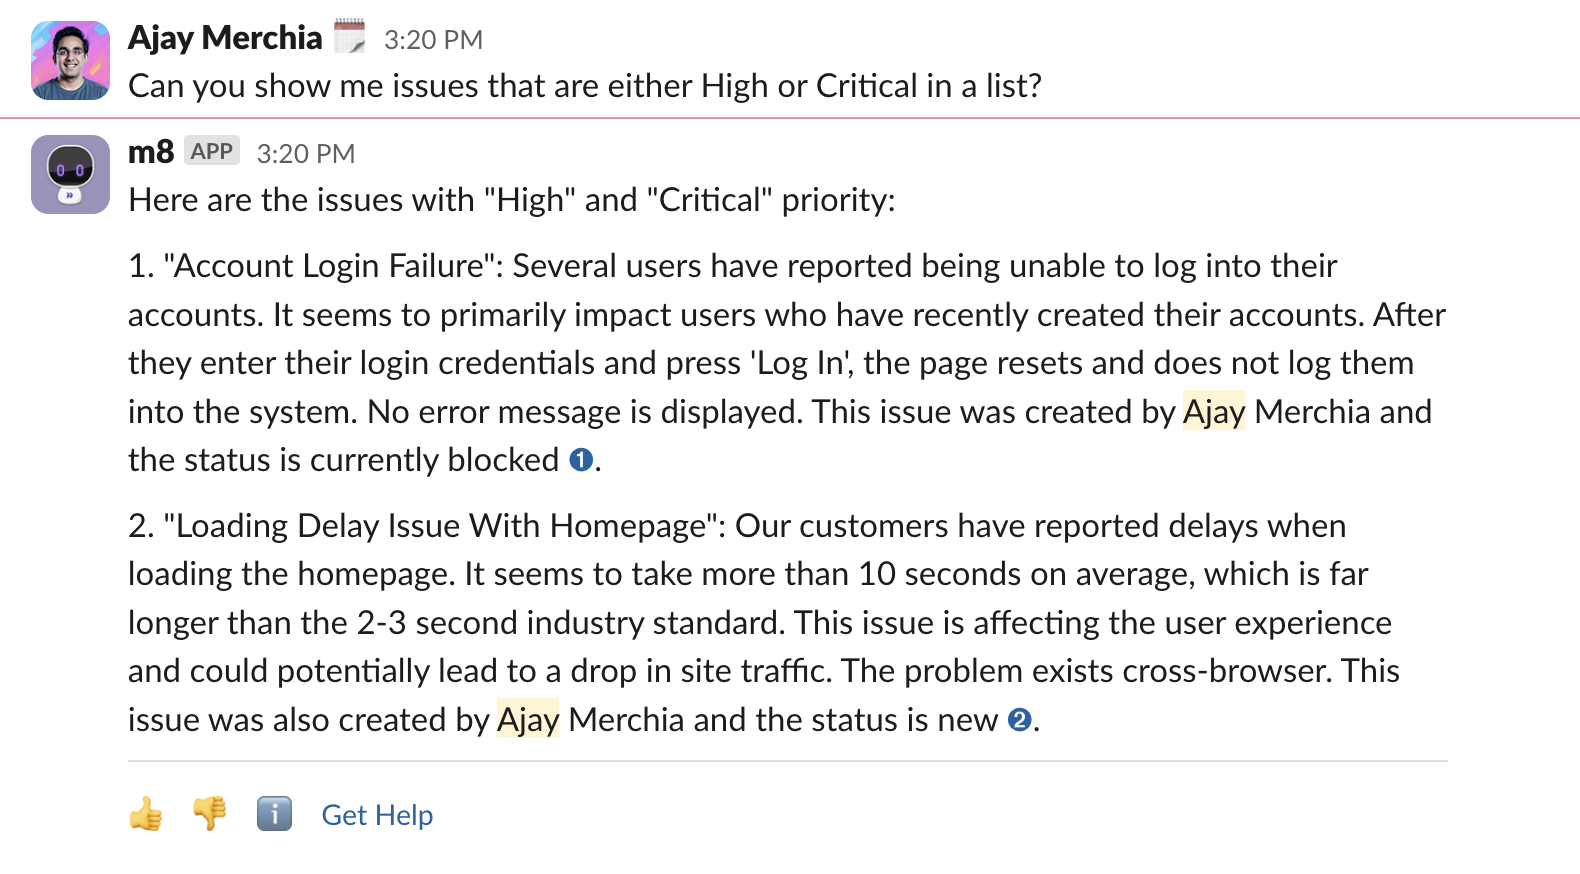 Ajay Merchia 3:20 PM
Can you show me issues that are either High or Critical in a list?
m8 APP 3:20 PM
Here are the issues with "High" and "Critical" priority:
1. "Account Login Failure": Several users have reported being unable to log into their
accounts. It seems to primarily impact users who have recently created their accounts. After
they enter their login credentials and press 'Log In', the page resets and does not log them
into the system. No error message is displayed. This issue was created by Ajay Merchia and
the status is currently blocked ❶.
2. "Loading Delay Issue With Homepage": Our customers have reported delays when
loading the homepage. It seems to take more than 10 seconds on average, which is far
longer than the 2-3 second industry standard. This issue is affecting the user experience
and could potentially lead to a drop in site traffic. The problem exists cross-browser. This
issue was also created by Ajay Merchia and the status is new ❷.
Get Help